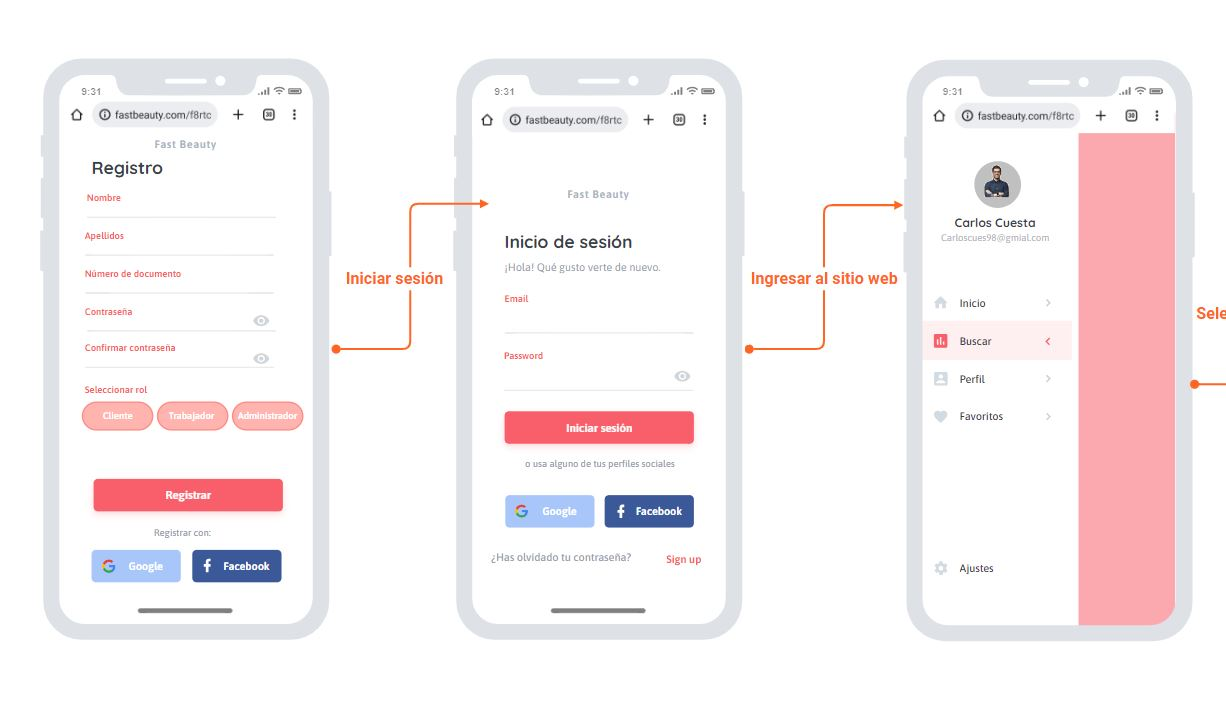 9:31
fastbeauty.com/f8rtc
30
Fast Beauty
Registro
Nombre
Apellidos
Número de documento
Contraseña
Confirmar contraseña
Seleccionar rol
Cliente Trabajador Administrador
Registrar
Registrar con:
Google Facebook
Iniciar sesión
9:31
fastbeauty.com/f8rtc
30
Fast Beauty
Inicio de sesión
¡Hola! Qué gusto verte de nuevo.
Email
Password
Iniciar sesión
o usa alguno de tus perfiles sociales
Google Facebook
¿Has olvidado tu contraseña? Sign up
Ingresar al sitio web
9:31
fastbeauty.com/f8rtc
30
Carlos Cuesta
Carloscues98@gmial.com
Inicio
Buscar
Perfil
Favoritos
Ajustes
Sele